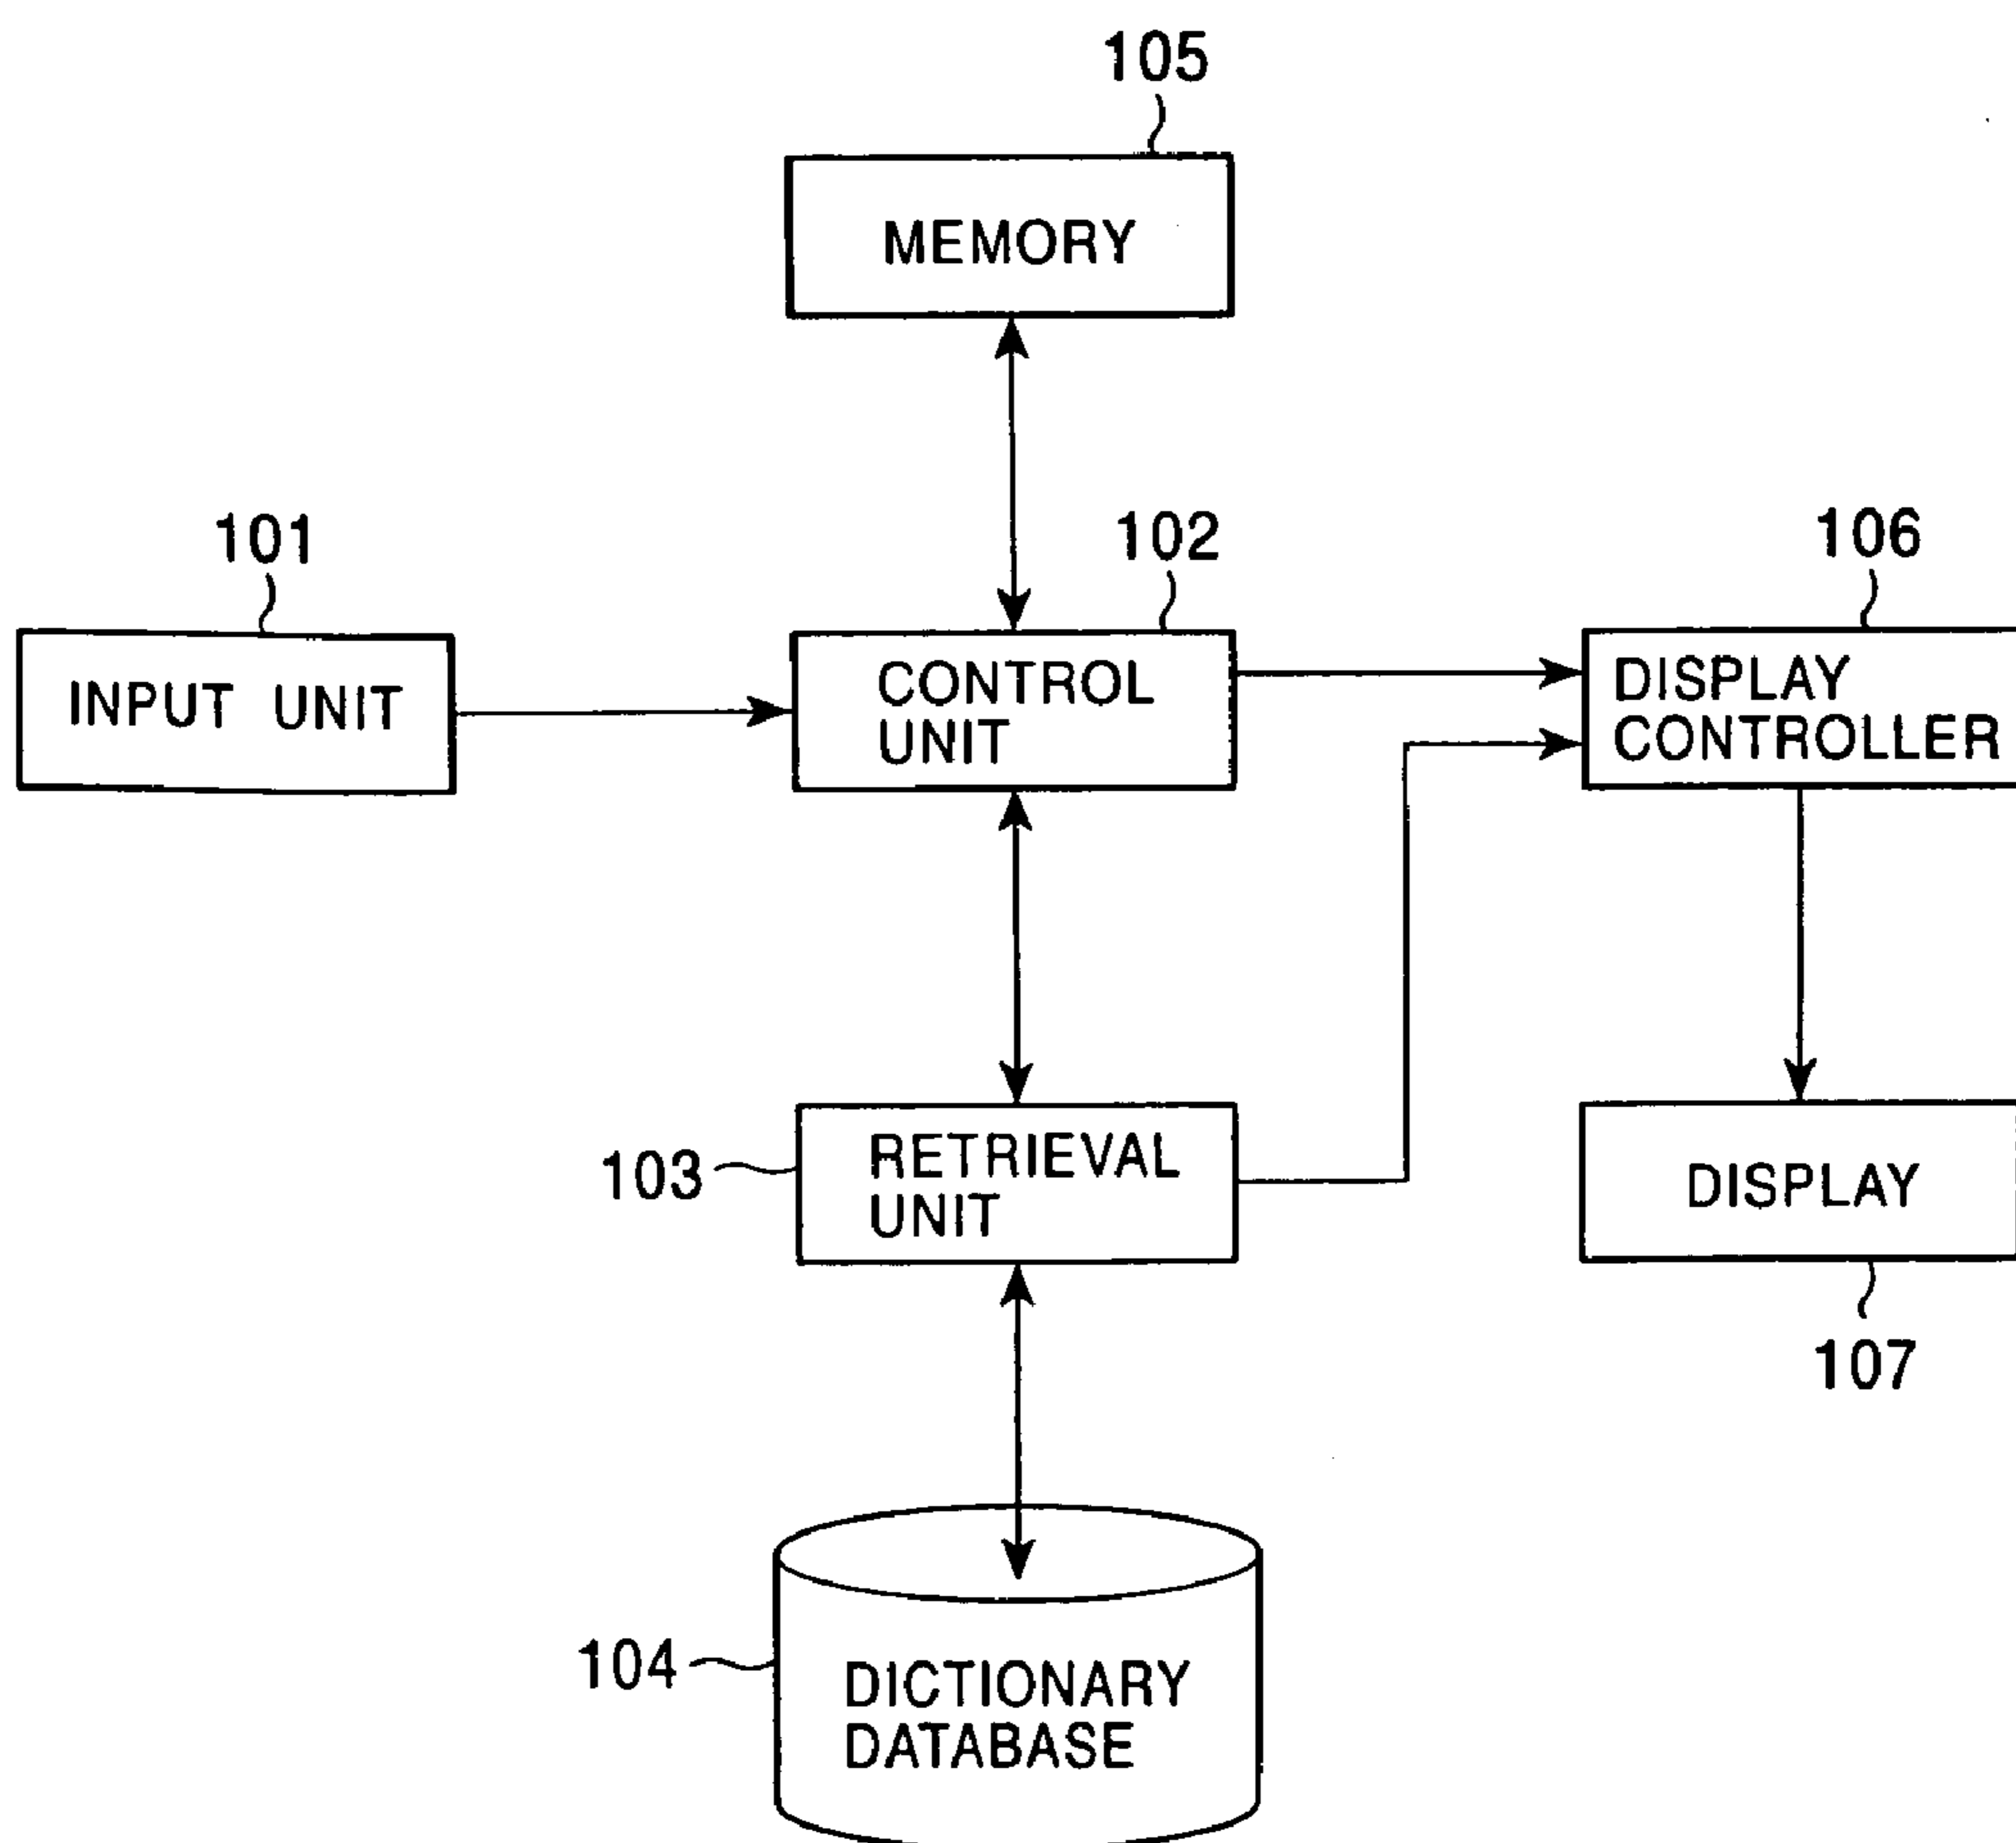 105
MEMORY
101
102
106
INPUT UNIT
CONTROL
UNIT
DISPLAY
CONTROLLER
103
RETRIEVAL
UNIT
DISPLAY
107
104
DICTIONARY
DATABASE